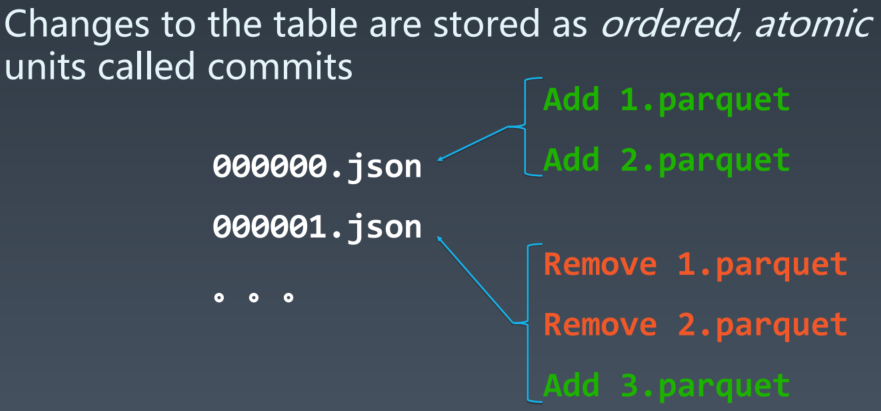 Changes to the table are stored as ordered, atomic
units called commits
Add 1.parquet
Add 2.parquet
000000.json
000001.json
Remove 1.parquet
Remove 2.parquet
Add 3.parquet
...